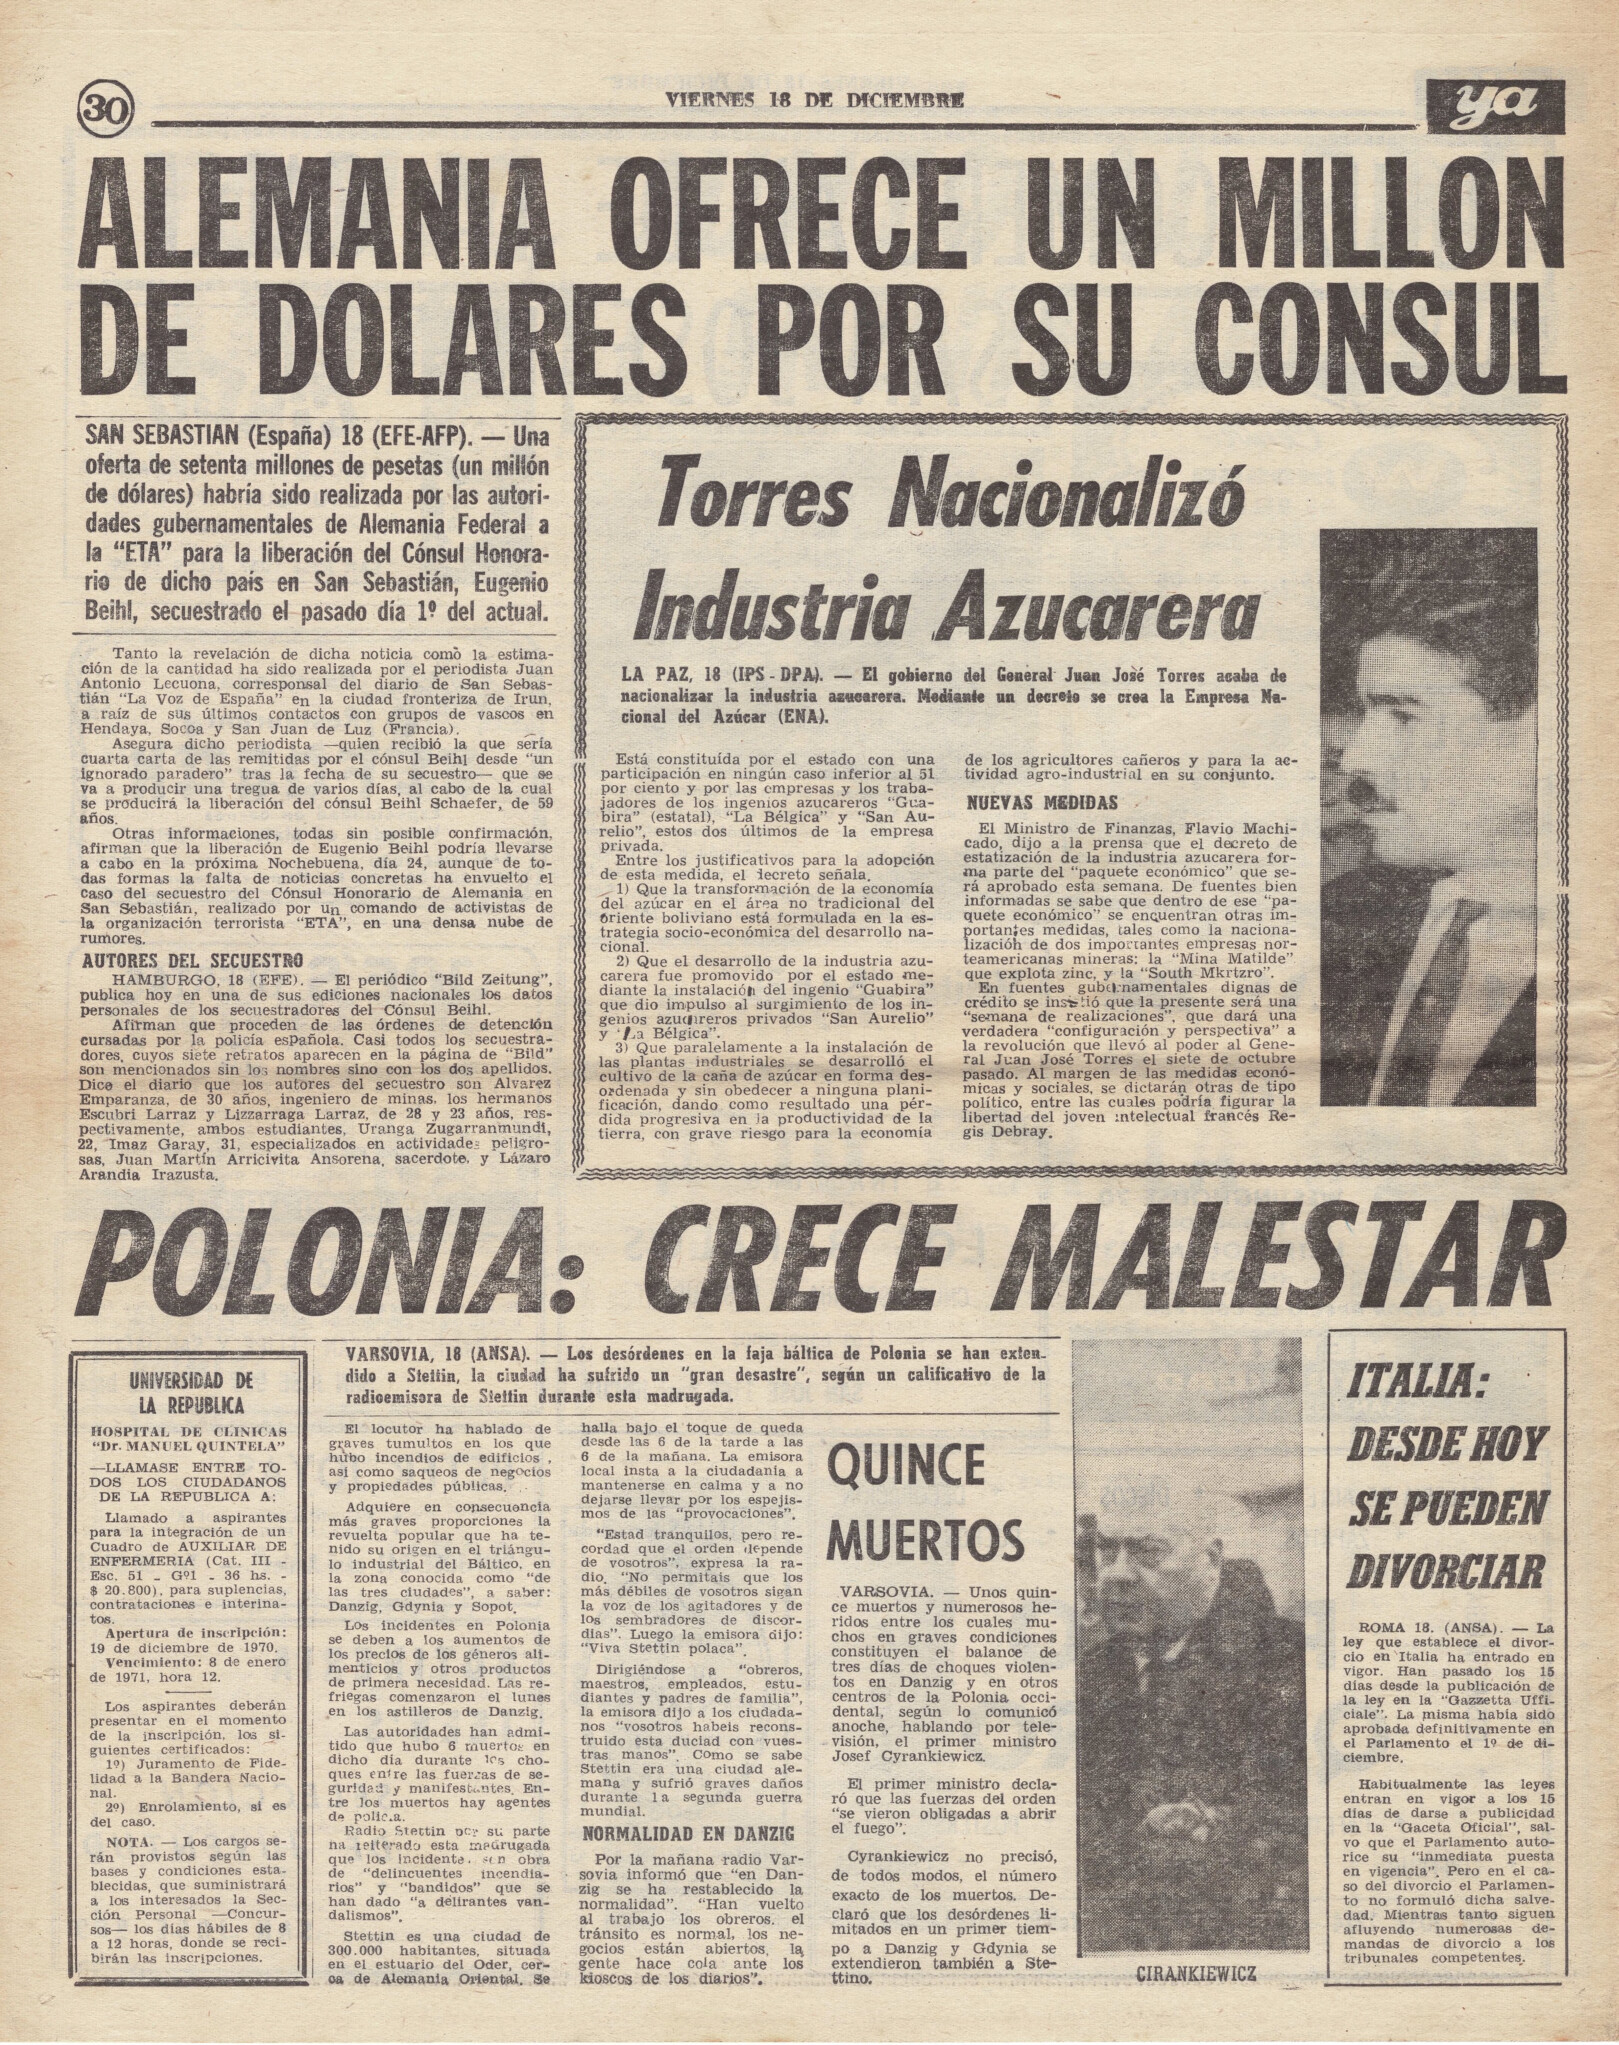 30
VIERNES 18 DE DICIEMBRE
ya
ALEMANIA OFRECE UN MILLON
DE DOLARES POR SU CONSUL
SAN SEBASTIAN (España) 18 (EFE-AFP). — Una
oferta de setenta millones de pesetas (un millón
de dólares) habría sido realizada por las autori-
dades gubernamentales de Alemania Federal a
la "ETA" para la liberación del Cónsul Honora-
rio de dicho país en San Sebastián, Eugenio
Beihl, secuestrado el pasado día 1º del actual.
Tanto la revelación de dicha noticia como la estima-
ción de la cantidad ha sido realizada por el periodista Juan
Antonio Lecuona, corresponsal del diario de San Sebas-
tián "La Voz de España" en la ciudad fronteriza de Irun,
a raíz de sus últimos contactos con grupos de vascos en
Hendaya, Socoa y San Juan de Luz (Francia).
Asegura dicho periodista —quien recibió la que sería
cuarta carta de las remitidas por el cónsul Beihl desde "un
ignorado paradero" tras la fecha de su secuestro— que se
va a producir una tregua de varios días, al cabo de la cual
se producirá la liberación del cónsul Beihl Schaefer, de 59
años.
Otras informaciones, todas sin posible confirmación,
afirman que la liberación de Eugenio Beihl podría llevarse
a cabo en la próxima Nochebuena, día 24, aunque de to-
das formas la falta de noticias concretas ha envuelto el
caso del secuestro del Cónsul Honorario de Alemania en
San Sebastián, realizado por un comando de activistas de
la organización terrorista "ETA", en una densa nube de
rumores.
AUTORES DEL SECUESTRO
HAMBURGO, 18 (EFE). — El periódico "Bild Zeitung",
publica hoy en una de sus ediciones nacionales los datos
personales de los secuestradores del Cónsul Beihl.
Afirman que proceden de las órdenes de detención
cursadas por la policía española. Casi todos los secuestra-
dores, cuyos siete retratos aparecen en la página de "Bild"
son mencionados sin los nombres sino con los dos apellidos.
Dice el diario que los autores del secuestro son Alvarez
Emparanza, de 30 años, ingeniero de minas, los hermanos
Escubri Larraz y Lizzarraga Larraz, de 28 y 23 años, res-
pectivamente, ambos estudiantes, Uranga Zugarranmundi,
22, Imaz Garay, 31, especializados en actividades peligro-
sas, Juan Martín Arricivita Ansorena, sacerdote, y Lázaro
Arandia Irazusta.
Torres Nacionalizó
Industria Azucarera
LA PAZ, 18 (IPS - DPA). — El gobierno del General Juan José Torres acaba de
nacionalizar la industria azucarera. Mediante un decreto se crea la Empresa Na-
cional del Azúcar (ENA).
Está constituída por el estado con una
participación en ningún caso inferior al 51
por ciento y por las empresas y los traba-
jadores de los ingenios azucareros "Gua-
bira" (estatal), "La Bélgica" y "San Au-
relio", estos dos últimos de la empresa
privada.
Entre los justificativos para la adopción
de esta medida, el decreto señala.
1) Que la transformación de la economía
del azúcar en el área no tradicional del
oriente boliviano está formulada en la es-
trategia socio-económica del desarrollo na-
cional.
2) Que el desarrollo de la industria azu-
carera fue promovido por el estado me-
diante la instalación del ingenio "Guabira"
que dio impulso al surgimiento de los in-
genios azucareros privados "San Aurelio"
y "La Bélgica".
3) Que paralelamente a la instalación de
las plantas industriales se desarrolló el
cultivo de la caña de azúcar en forma des-
ordenada y sin obedecer a ninguna plani-
ficación, dando como resultado una pér-
dida progresiva en la productividad de la
tierra, con grave riesgo para la economía
de los agricultores cañeros y para la ac-
tividad agro-industrial en su conjunto.
NUEVAS MEDIDAS
El Ministro de Finanzas, Flavio Machi-
cado, dijo a la prensa que el decreto de
estatización de la industria azucarera for-
ma parte del "paquete económico" que se-
rá aprobado esta semana. De fuentes bien
informadas se sabe que dentro de ese "pa-
quete económico" se encuentran otras im-
portantes medidas, tales como la naciona-
lización de dos importantes empresas nor-
teamericanas mineras: la "Mina Matilde"
que explota zinc, y la "South Mkrtzro".
En fuentes gubernamentales dignas de
crédito se insistió que la presente será una
"semana de realizaciones", que dará una
verdadera "configuración y perspectiva" a
la revolución que llevó al poder al Gene-
ral Juan José Torres el siete de octubre
pasado. Al margen de las medidas econó-
micas y sociales, se dictarán otras de tipo
político, entre las cuales podría figurar la
libertad del joven intelectual francés Re-
gis Debray.
POLONIA: CRECE MALESTAR
UNIVERSIDAD DE
LA REPUBLICA
HOSPITAL DE CLINICAS
"Dr. MANUEL QUINTELA"
—LLAMASE ENTRE TO-
DOS LOS CIUDADANOS
DE LA REPUBLICA A:
Llamado a aspirantes
para la integración de un
Cuadro de AUXILIAR DE
ENFERMERIA (Cat. III -
Esc. 51 - Gº1 - 36 hs. -
$ 20.800), para suplencias,
contrataciones e interina-
tos.
Apertura de inscripción:
19 de diciembre de 1970.
Vencimiento: 8 de enero
de 1971, hora 12.
Los aspirantes deberán
presentar en el momento
de la inscripción, los si-
guientes certificados:
1º) Juramento de Fide-
lidad a la Bandera Nacio-
nal.
2º) Enrolamiento, si es
del caso.
NOTA. — Los cargos se-
rán provistos según las
bases y condiciones esta-
blecidas, que suministrará
a los interesados la Sec-
ción Personal —Concur-
sos— los días hábiles de 8
a 12 horas, donde se reci-
birán las inscripciones.
VARSOVIA, 18 (ANSA). — Los desórdenes en la faja báltica de Polonia se han exten-
dido a Stettin, la ciudad ha sufrido un "gran desastre", según un calificativo de la
radioemisora de Stettin durante esta madrugada.
El locutor ha hablado de
graves tumultos en los que
hubo incendios de edificios,
así como saqueos de negocios
y propiedades públicas.
Adquiere en consecuencia
más graves proporciones la
revuelta popular que ha te-
nido su origen en el triángu-
lo industrial del Báltico, en
la zona conocida como "de
las tres ciudades", a saber:
Danzig, Gdynia y Sopot.
Los incidentes en Polonia
se deben a los aumentos de
los precios de los géneros ali-
menticios y otros productos
de primera necesidad. Las re-
friegas comenzaron el lunes
en los astilleros de Danzig.
Las autoridades han admi-
tido que hubo 6 muertos en
dicho día durante los cho-
ques entre las fuerzas de se-
guridad y manifestantes. En-
tre los muertos hay agentes
de policía.
Radio Stettin por su parte
ha reiterado esta madrugada
que los incidentes son obra
de "delincuentes incendia-
rios" y "bandidos" que se
han dado "a delirantes van-
dalismos".
Stettin es una ciudad de
300.000 habitantes, situada
en el estuario del Oder, cer-
ca de Alemania Oriental. Se
halla bajo el toque de queda
desde las 6 de la tarde a las
6 de la mañana. La emisora
local insta a la ciudadanía a
mantenerse en calma y a no
dejarse llevar por los espejis-
mos de las "provocaciones".
"Estad tranquilos, pero re-
cordad que el orden depende
de vosotros", expresa la ra-
dio. "No permitais que los
más débiles de vosotros sigan
la voz de los agitadores y de
los sembradores de discor-
dias". Luego la emisora dijo:
"Viva Stettin polaca".
Dirigiéndose a "obreros,
maestros, empleados, estu-
diantes y padres de familia",
la emisora dijo a los ciudada-
nos "vosotros habeis recons-
truido esta duciad con vues-
tras manos". Como se sabe
Stettin era una ciudad ale-
mana y sufrió graves daños
durante la segunda guerra
mundial.
NORMALIDAD EN DANZIG
Por la mañana radio Var-
sovia informó que "en Dan-
zig se ha restablecido la
normalidad". "Han vuelto
al trabajo los obreros, el
tránsito es normal, los ne-
gocios están abiertos, la
gente hace cola ante los
kioscos de los diarios".
QUINCE
MUERTOS
VARSOVIA. — Unos quin-
ce muertos y numerosos he-
ridos entre los cuales mu-
chos en graves condiciones
constituyen el balance de
tres días de choques violen-
tos en Danzig y en otros
centros de la Polonia occi-
dental, según lo comunicó
anoche, hablando por tele-
visión, el primer ministro
Josef Cyrankiewicz.
El primer ministro decla-
ró que las fuerzas del orden
"se vieron obligadas a abrir
el fuego".
Cyrankiewicz no precisó,
de todos modos, el número
exacto de los muertos. De-
claró que los desórdenes li-
mitados en un primer tiem-
po a Danzig y Gdynia se
extendieron también a Ste-
ttino.
CIRANKIEWICZ
ITALIA:
DESDE HOY
SE PUEDEN
DIVORCIAR
ROMA 18. (ANSA). — La
ley que establece el divor-
cio en Italia ha entrado en
vigor. Han pasado los 15
días desde la publicación de
la ley en la "Gazzetta Uffi-
ciale". La misma había sido
aprobada definitivamente en
el Parlamento el 1º de di-
ciembre.
Habitualmente las leyes
entran en vigor a los 15
días de darse a publicidad
en la "Gaceta Oficial", sal-
vo que el Parlamento auto-
rice su "inmediata puesta
en vigencia". Pero en el ca-
so del divorcio el Parlamen-
to no formuló dicha salve-
dad. Mientras tanto siguen
afluyendo numerosas de-
mandas de divorcio a los
tribunales competentes.